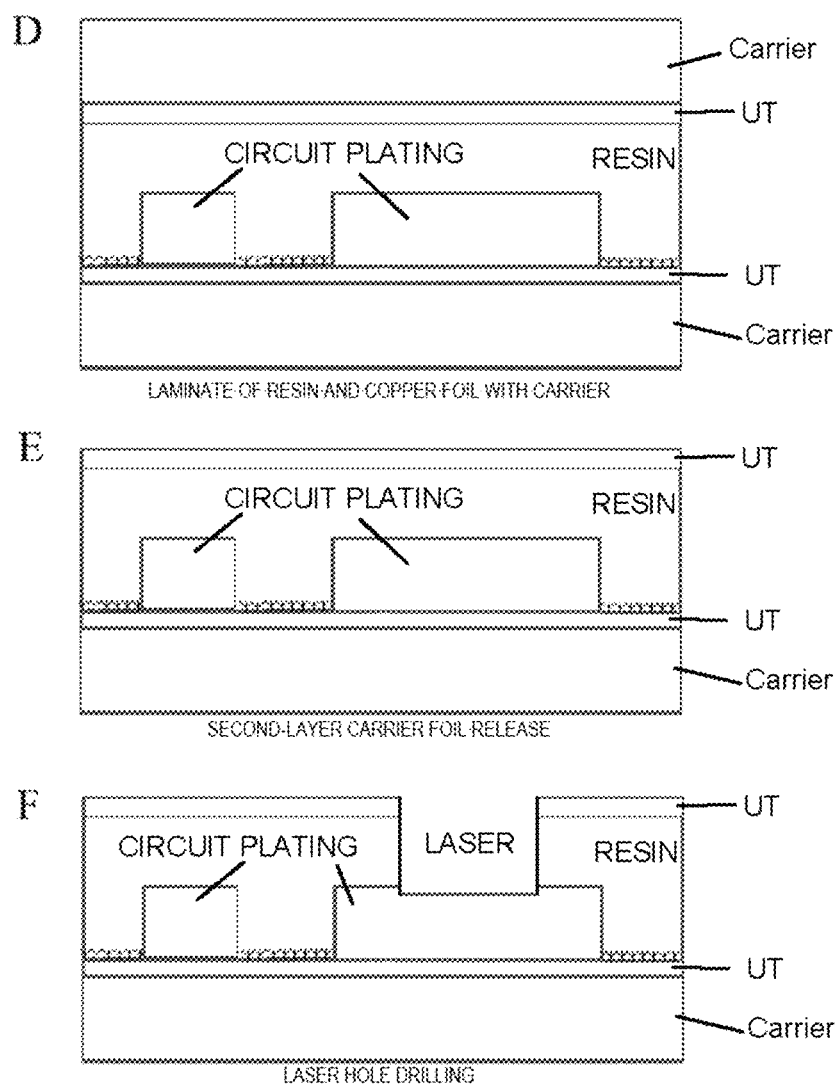 D
Carrier
UT
CIRCUIT PLATING
RESIN
UT
Carrier
LAMINATE OF RESIN AND COPPER FOIL WITH CARRIER
E
UT
CIRCUIT PLATING
RESIN
UT
Carrier
SECOND-LAYER CARRIER FOIL RELEASE
F
UT
CIRCUIT PLATING
LASER
RESIN
UT
Carrier
LASER HOLE DRILLING